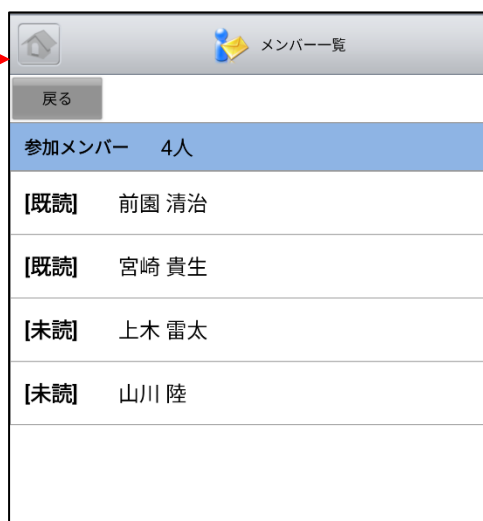 メンバー一覧
戻る
参加メンバー 4人
[既読] 前園 清治
[既読] 宮崎 貴生
[未読] 上木 雷太
[未読] 山川 陸